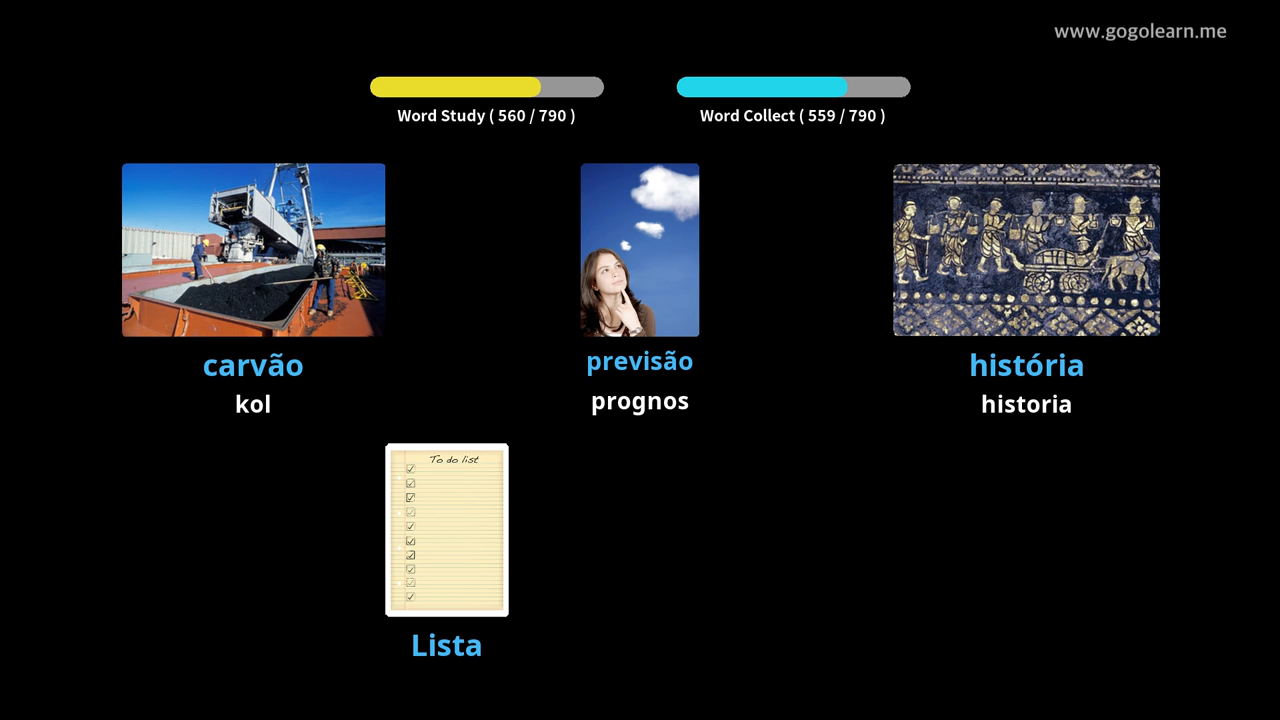 www.gogolearn.me
Word Study ( 560 / 790 )
Word Collect ( 559 / 790 )
carvão
previsão
história
kol
prognos
historia
To do list
Lista